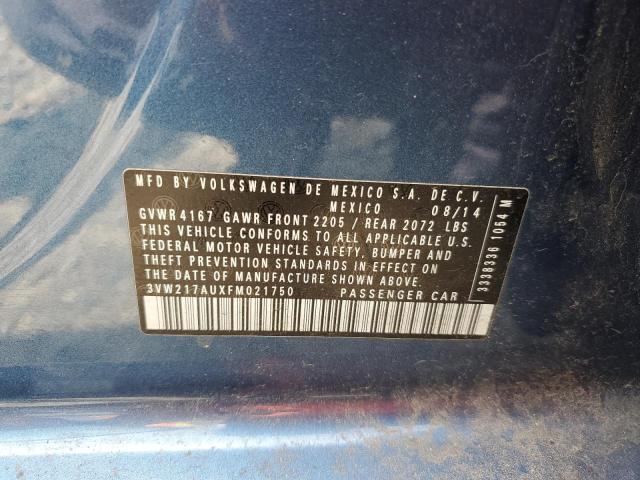 MFD BY VOLKSWAGEN DE MEXICO S.A. DE C.V.
MEXICO 08/14
GVWR 4167 GAWR FRONT 2205 / REAR 2072 LBS
THIS VEHICLE CONFORMS TO ALL APPLICABLE U.S.
FEDERAL MOTOR VEHICLE SAFETY, BUMPER AND
THEFT PREVENTION STANDARDS IN EFFECT ON
THE DATE OF MANUFACTURE SHOWN ABOVE.
3VW217AUXFM021750 PASSENGER CAR
3338336 1054 M